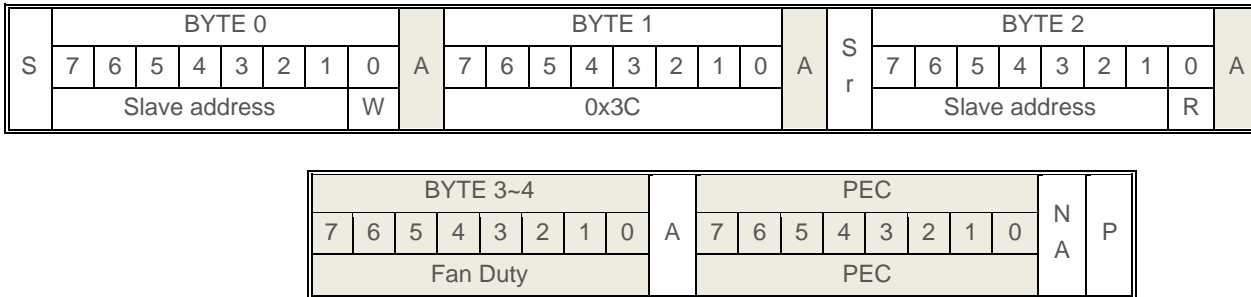 BYTE 0 BYTE 1 BYTE 2
S 7 6 5 4 3 2 1 0 A 7 6 5 4 3 2 1 0 A S r 7 6 5 4 3 2 1 0 A
Slave address W 0x3C Slave address R
BYTE 3~4 PEC
7 6 5 4 3 2 1 0 A 7 6 5 4 3 2 1 0 N A P
Fan Duty PEC